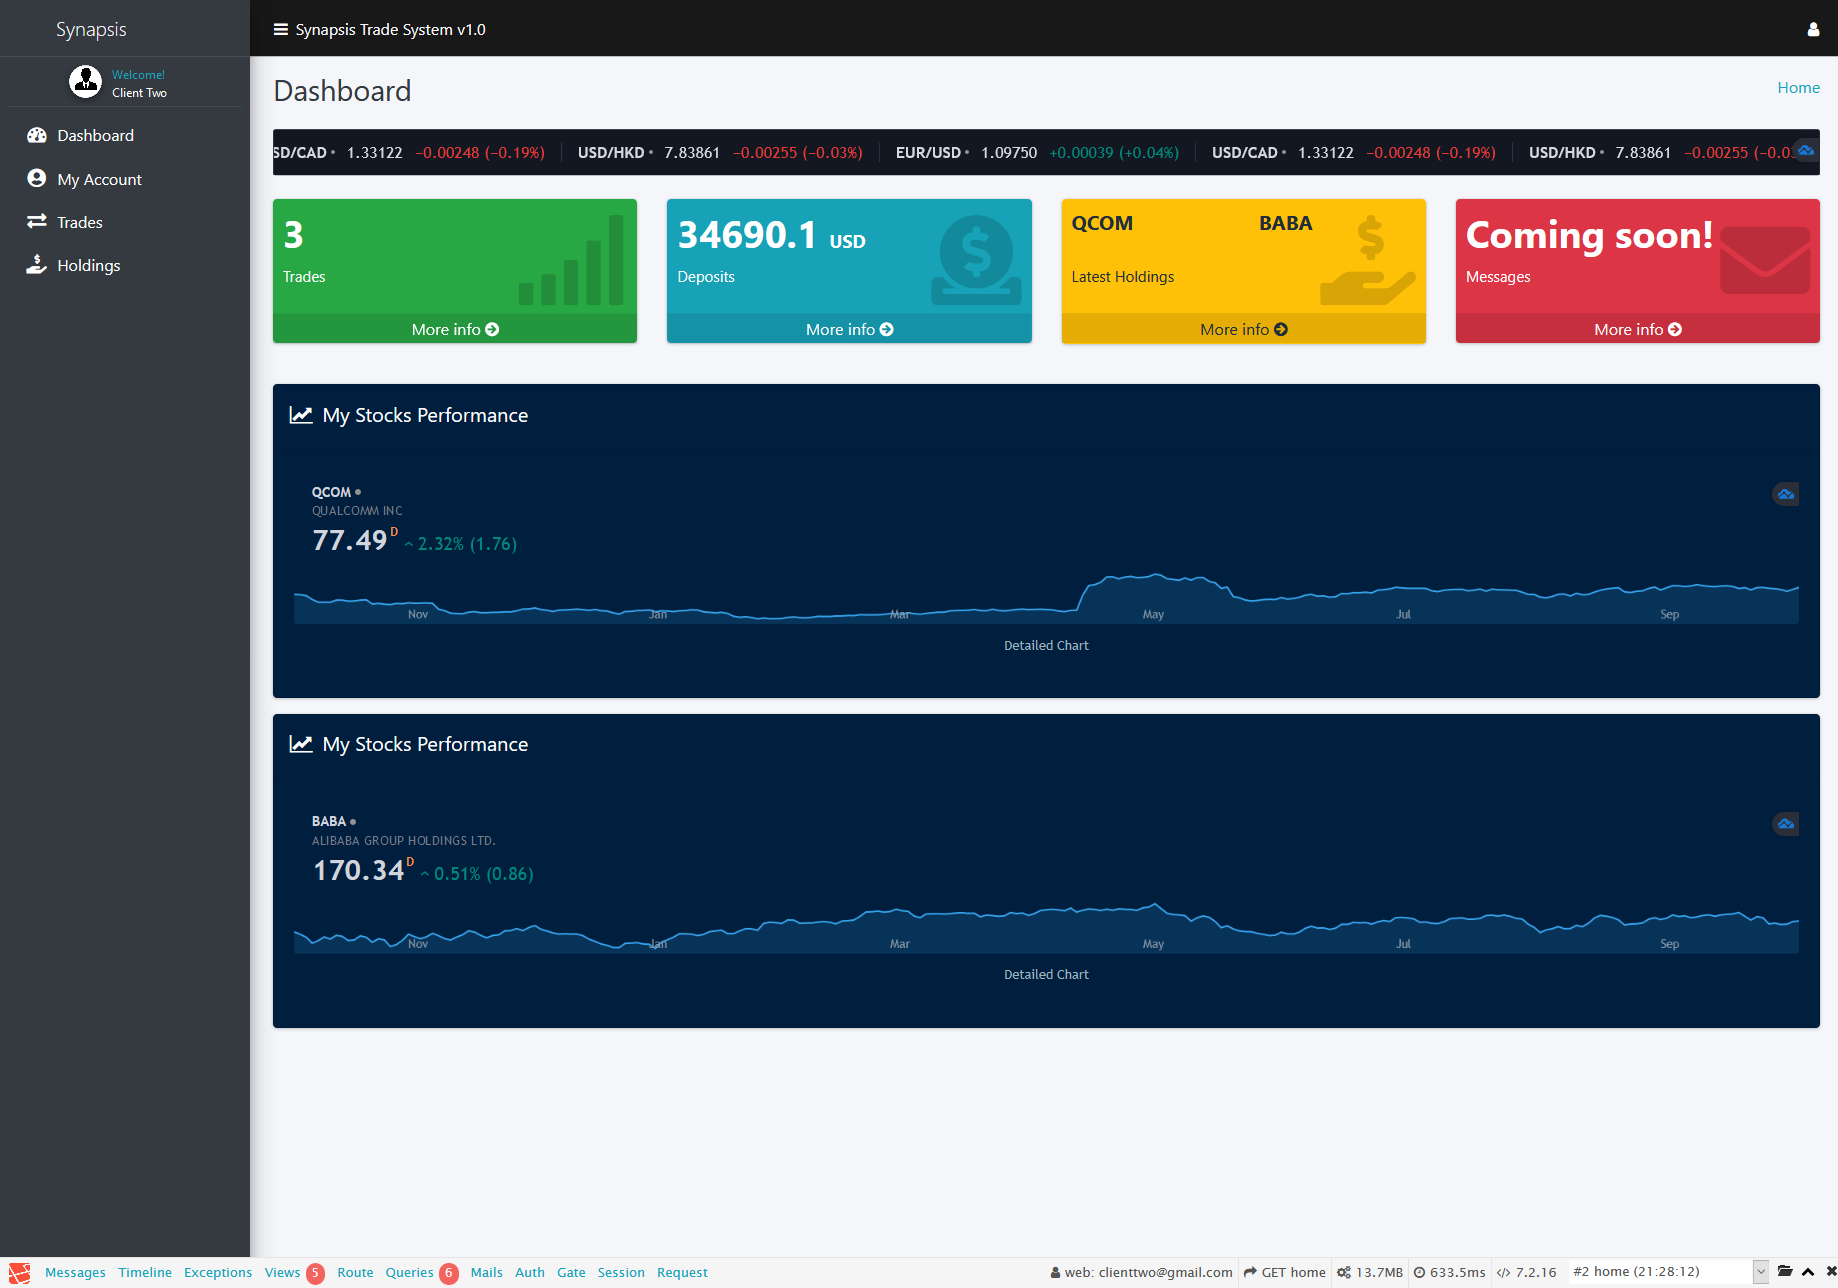 Synapsis
Synapsis Trade System v1.0
Welcome!
Client Two
Dashboard
My Account
Trades
Holdings
Dashboard
Home
SD/CAD • 1.33122 −0.00248 (−0.19%) USD/HKD • 7.83861 −0.00255 (−0.03%) EUR/USD • 1.09750 +0.00039 (+0.04%) USD/CAD • 1.33122 −0.00248 (−0.19%) USD/HKD • 7.83861 −0.00255 (−0.0
3
Trades
More info
34690.1 USD
Deposits
More info
QCOM BABA
Latest Holdings
More info
Coming soon!
Messages
More info
My Stocks Performance
QCOM
QUALCOMM INC
77.49 D 2.32% (1.76)
Nov Jan Mar May Jul Sep
Detailed Chart
My Stocks Performance
BABA
ALIBABA GROUP HOLDINGS LTD.
170.34 D 0.51% (0.86)
Nov Jan Mar May Jul Sep
Detailed Chart
Messages Timeline Exceptions Views 5 Route Queries 6 Mails Auth Gate Session Request web: clienttwo@gmail.com GET home 13.7MB 633.5ms 7.2.16 #2 home (21:28:12)